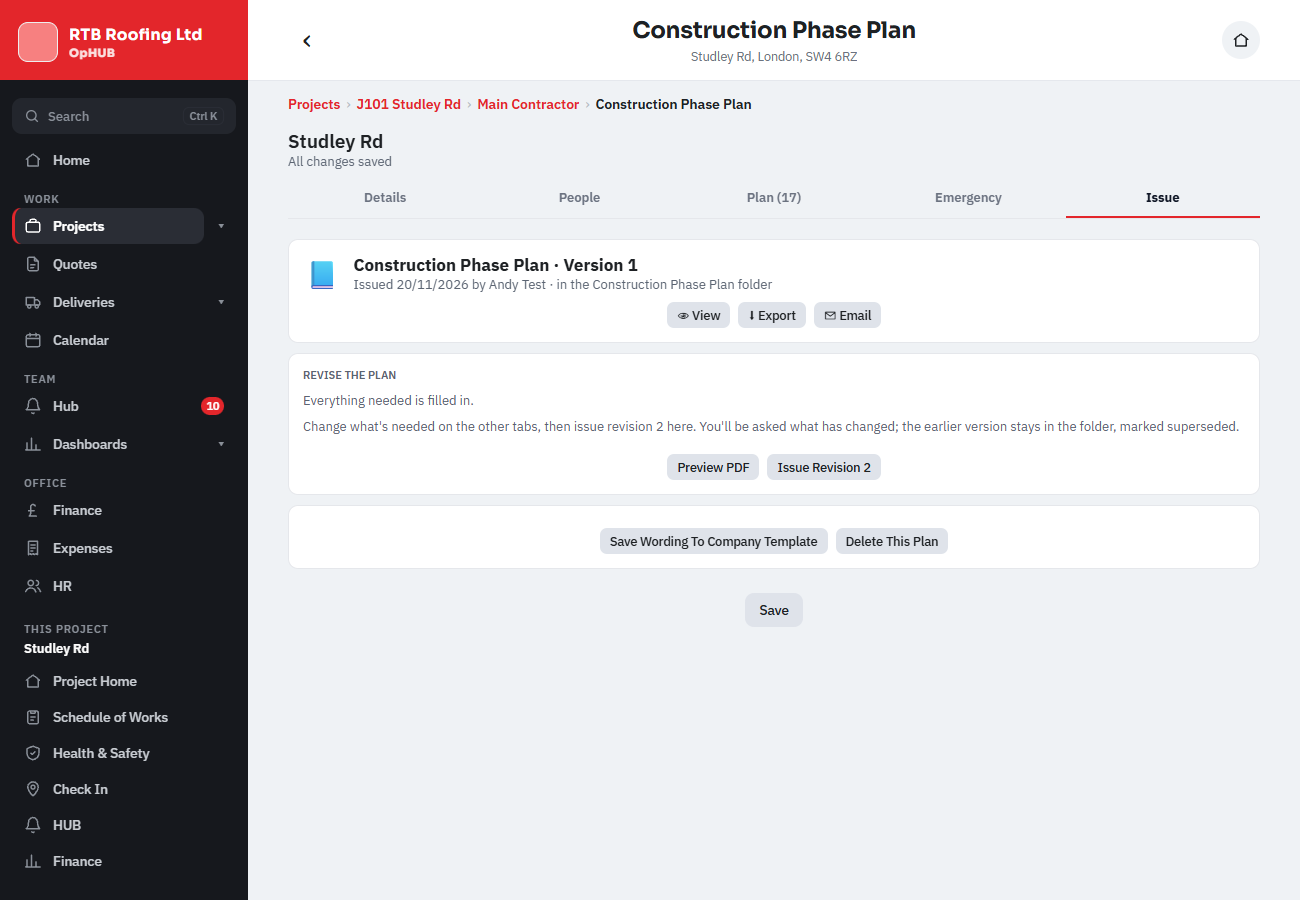 RTB Roofing Ltd
OpHUB
Search
Ctrl K
Home
WORK
Projects
Quotes
Deliveries
Calendar
TEAM
Hub
10
Dashboards
OFFICE
Finance
Expenses
HR
THIS PROJECT
Studley Rd
Project Home
Schedule of Works
Health & Safety
Check In
HUB
Finance
Construction Phase Plan
Studley Rd, London, SW4 6RZ
Projects › J101 Studley Rd › Main Contractor › Construction Phase Plan
Studley Rd
All changes saved
Details People Plan (17) Emergency Issue
Construction Phase Plan · Version 1
Issued 20/11/2026 by Andy Test · in the Construction Phase Plan folder
View Export Email
REVISE THE PLAN
Everything needed is filled in.
Change what's needed on the other tabs, then issue revision 2 here. You'll be asked what has changed; the earlier version stays in the folder, marked superseded.
Preview PDF Issue Revision 2
Save Wording To Company Template Delete This Plan
Save